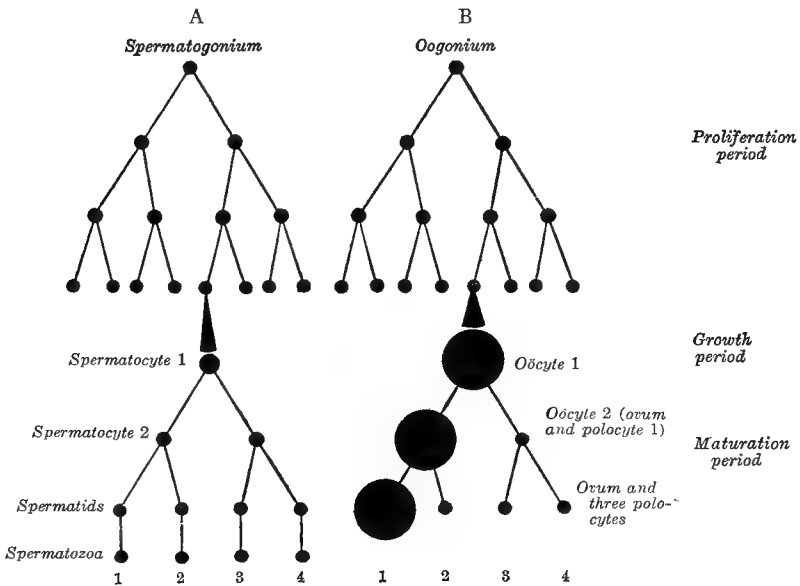 A B
Spermatogonium Oogonium
Proliferation
period
Growth
period
Spermatocyte 1
Oöcyte 1
Oöcyte 2 (ovum
and polocyte 1)
Spermatocyte 2
Maturation
period
Ovum and
three polo-
cytes
Spermatids
Spermatozoa
1 2 3 4 1 2 3 4